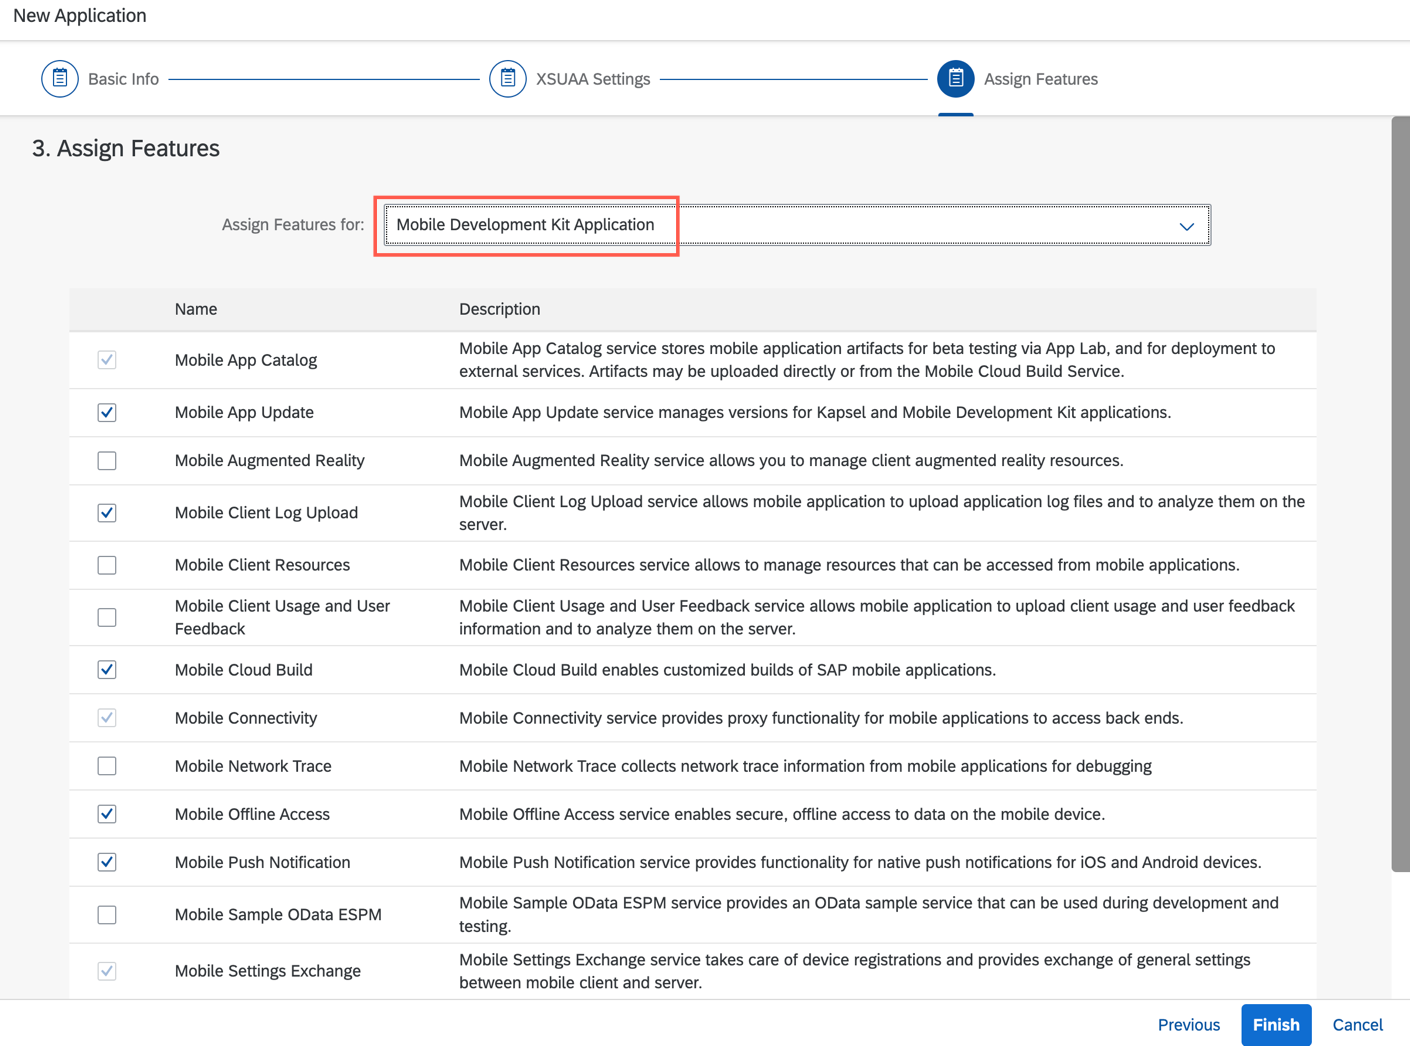 New Application
Basic Info
XSUAA Settings
Assign Features
3. Assign Features
Assign Features for:
Mobile Development Kit Application
Name
Description
Mobile App Catalog
Mobile App Catalog service stores mobile application artifacts for beta testing via App Lab, and for deployment to
external services. Artifacts may be uploaded directly or from the Mobile Cloud Build Service.
Mobile App Update
Mobile App Update service manages versions for Kapsel and Mobile Development Kit applications.
Mobile Augmented Reality
Mobile Augmented Reality service allows you to manage client augmented reality resources.
Mobile Client Log Upload
Mobile Client Log Upload service allows mobile application to upload application log files and to analyze them on the
server.
Mobile Client Resources
Mobile Client Resources service allows to manage resources that can be accessed from mobile applications.
Mobile Client Usage and User
Feedback
Mobile Client Usage and User Feedback service allows mobile application to upload client usage and user feedback
information and to analyze them on the server.
Mobile Cloud Build
Mobile Cloud Build enables customized builds of SAP mobile applications.
Mobile Connectivity
Mobile Connectivity service provides proxy functionality for mobile applications to access back ends.
Mobile Network Trace
Mobile Network Trace collects network trace information from mobile applications for debugging
Mobile Offline Access
Mobile Offline Access service enables secure, offline access to data on the mobile device.
Mobile Push Notification
Mobile Push Notification service provides functionality for native push notifications for iOS and Android devices.
Mobile Sample OData ESPM
Mobile Sample OData ESPM service provides an OData sample service that can be used during development and
testing.
Mobile Settings Exchange
Mobile Settings Exchange service takes care of device registrations and provides exchange of general settings
between mobile client and server.
Previous
Finish
Cancel